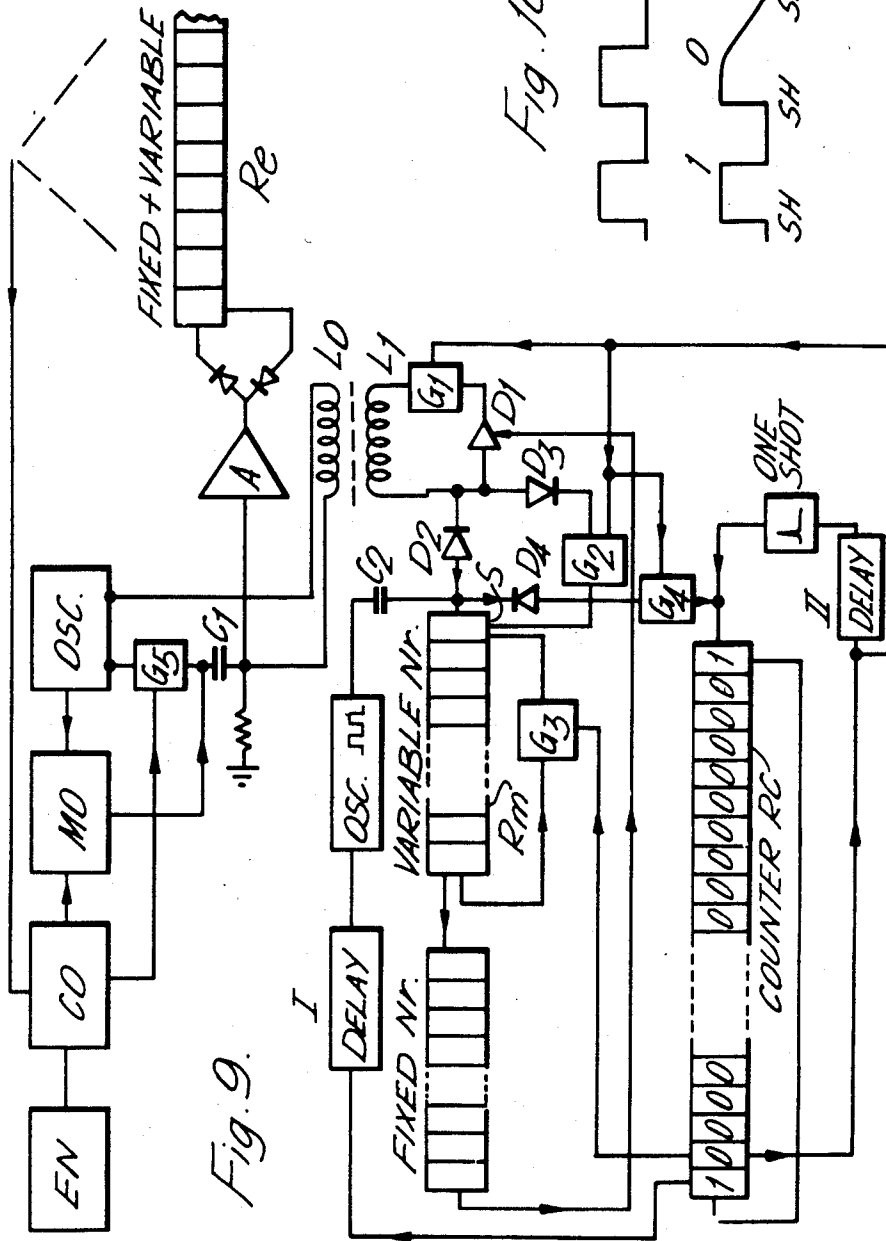 EN
CO
MO
OSC.
G5
C1
A
FIXED + VARIABLE
Re
L0
L1
G1
D1
D2
D3
D4
C2
S
G2
G3
G4
I
DELAY
OSC.
VARIABLE Nr.
Rm
FIXED Nr.
ONE
SHOT
II
DELAY
1 0 0 0 0
0 0 0 0 0 0 0 0 1
COUNTER RC
Fig. 9.
Fig. 10
1 0
SH SH